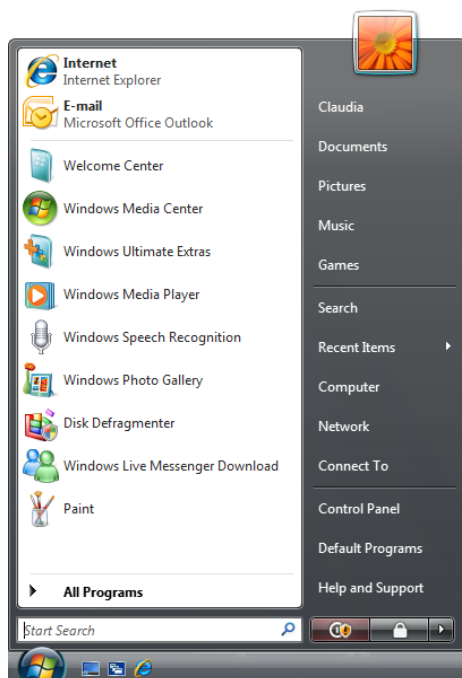 Internet
Internet Explorer
E-mail
Microsoft Office Outlook
Welcome Center
Windows Media Center
Windows Ultimate Extras
Windows Media Player
Windows Speech Recognition
Windows Photo Gallery
Disk Defragmenter
Windows Live Messenger Download
Paint
All Programs
Start Search
Claudia
Documents
Pictures
Music
Games
Search
Recent Items
Computer
Network
Connect To
Control Panel
Default Programs
Help and Support